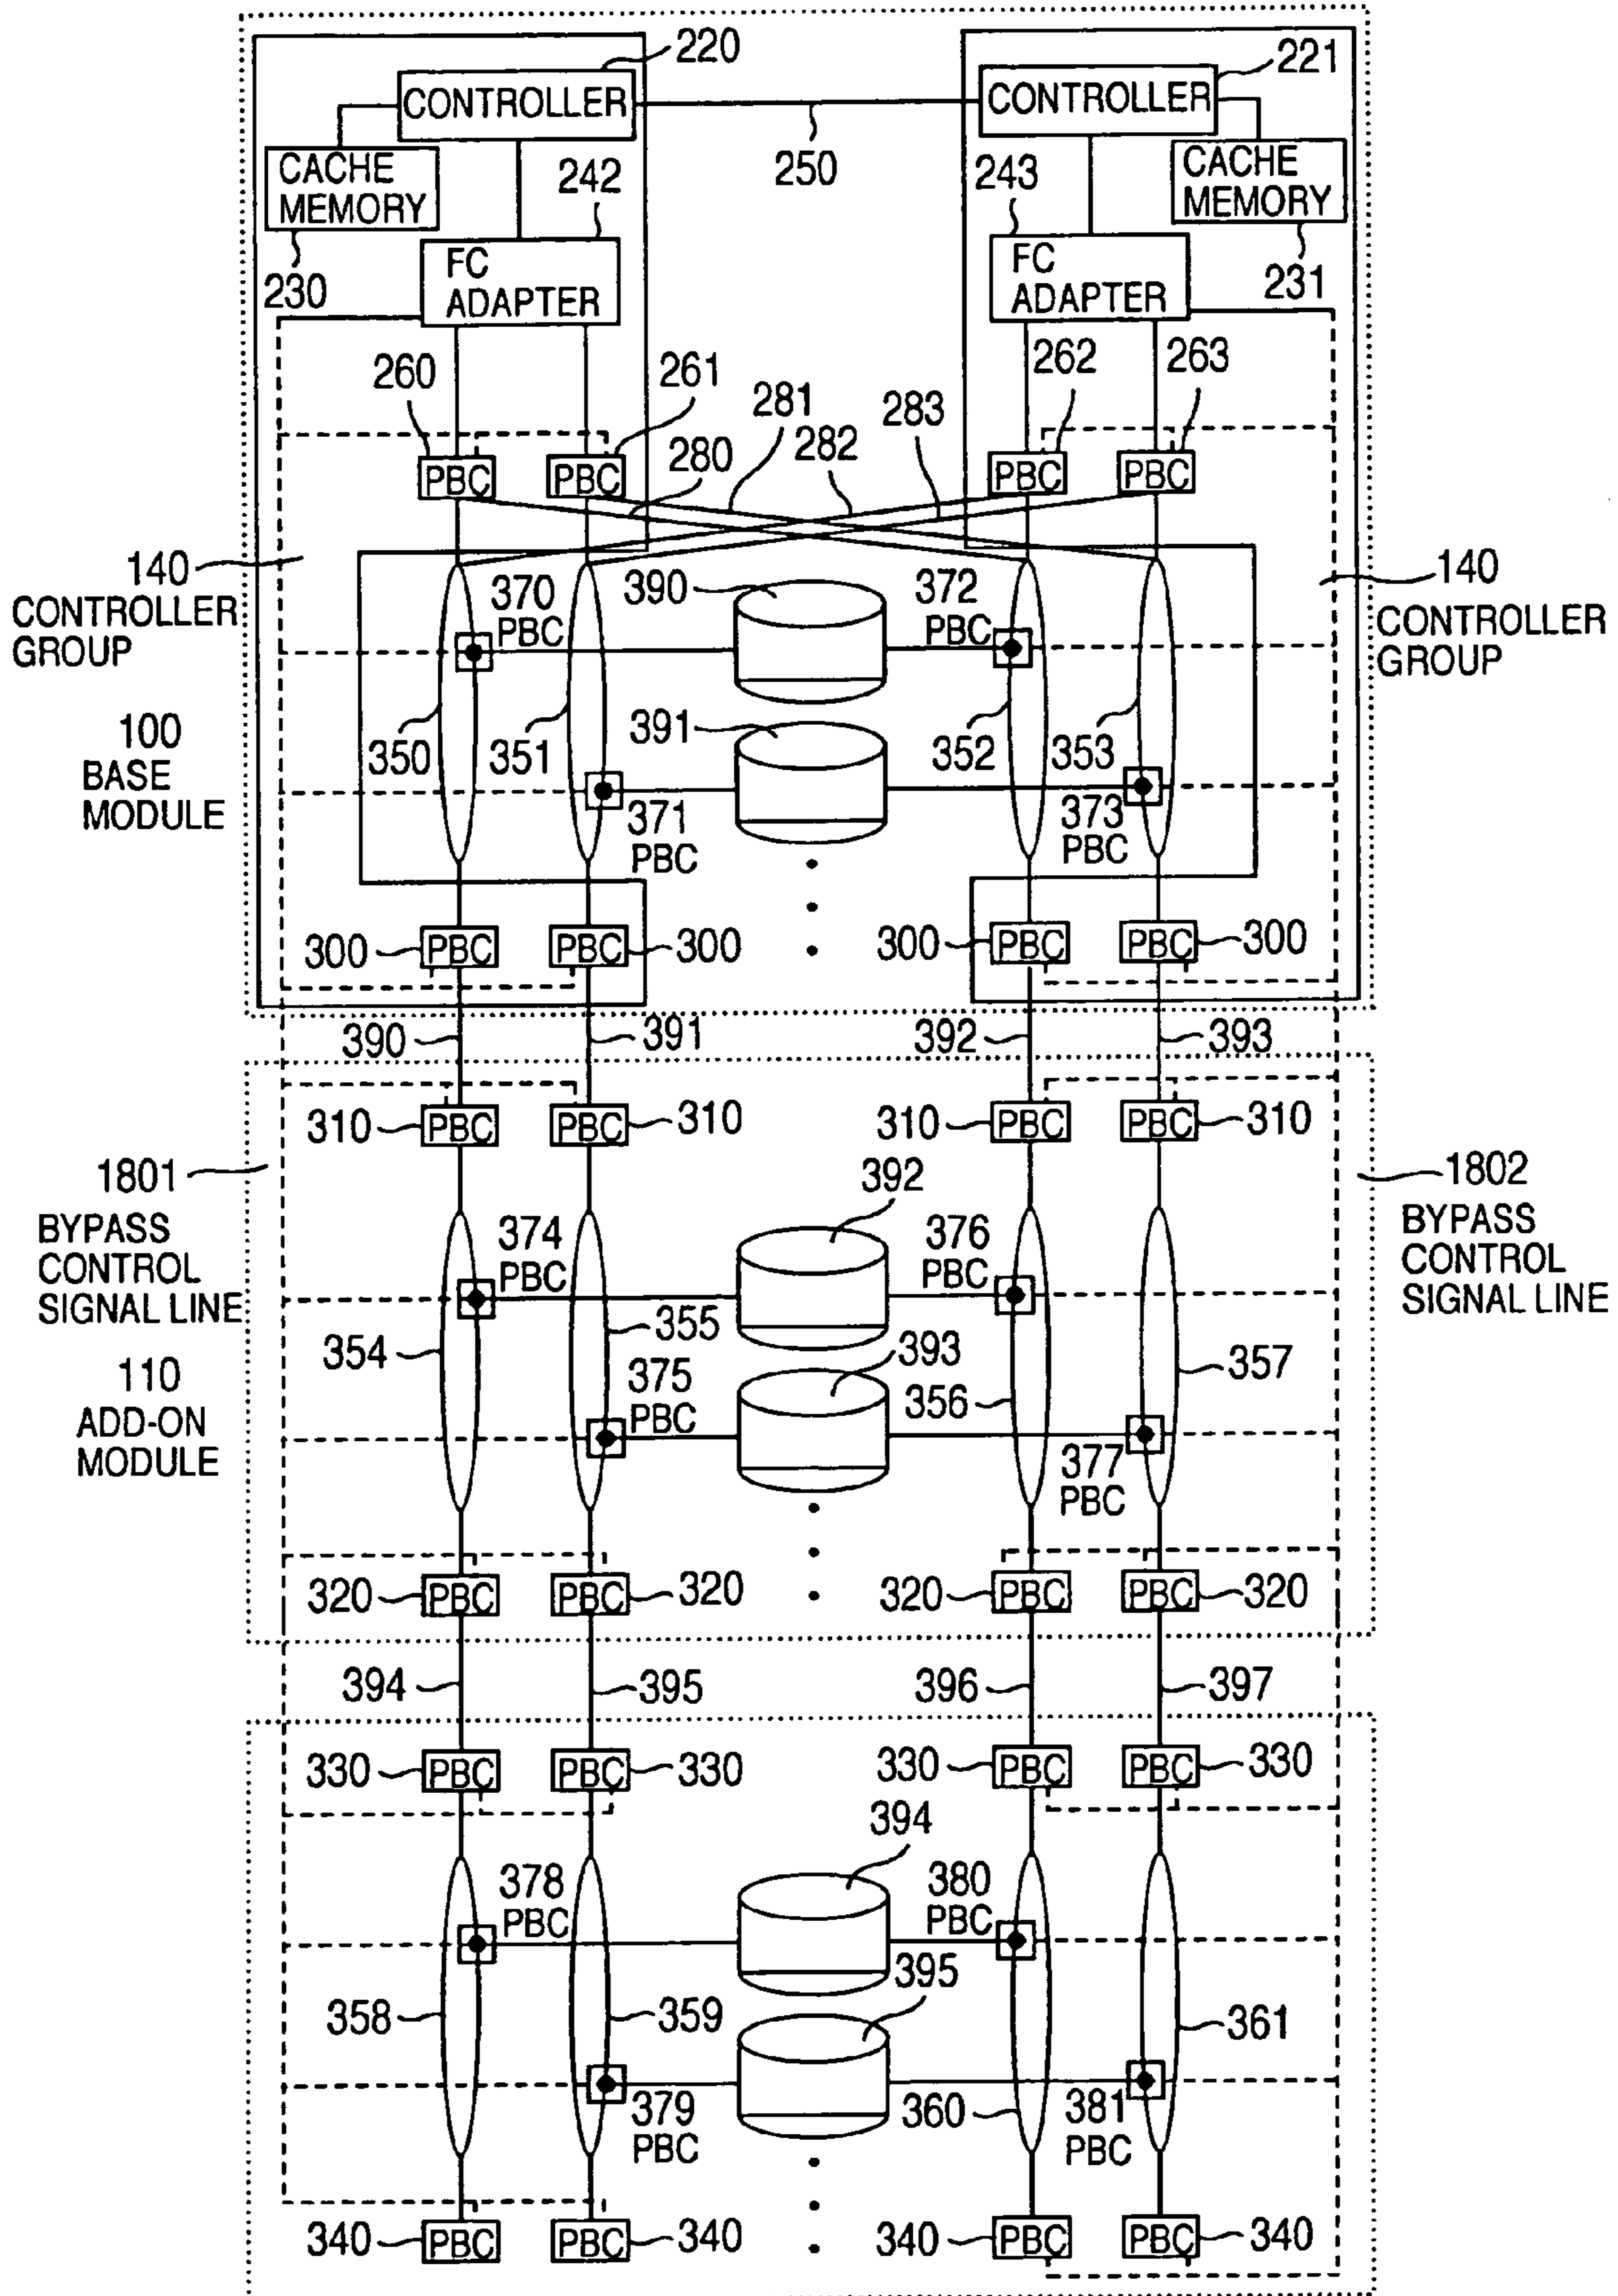 220
221
CONTROLLER
CONTROLLER
CACHE
MEMORY
242
250
243
CACHE
MEMORY
230
FC
ADAPTER
FC
ADAPTER
231
260
261
281
283
262
263
280
282
PBC
PBC
PBC
PBC
140
CONTROLLER
GROUP
370
PBC
390
372
PBC
140
CONTROLLER
GROUP
100
BASE
MODULE
350
351
391
352
353
371
PBC
373
PBC
300
PBC
PBC
300
300
PBC
PBC
300
390
391
392
393
310
PBC
PBC
310
310
PBC
PBC
310
1801
BYPASS
CONTROL
SIGNAL LINE
392
1802
BYPASS
CONTROL
SIGNAL LINE
374
PBC
376
PBC
354
355
393
357
110
ADD-ON
MODULE
375
PBC
356
377
PBC
320
PBC
PBC
320
320
PBC
PBC
320
394
395
396
397
330
PBC
PBC
330
330
PBC
PBC
330
394
378
PBC
380
PBC
395
358
359
361
379
PBC
360
381
PBC
340
PBC
PBC
340
340
PBC
PBC
340